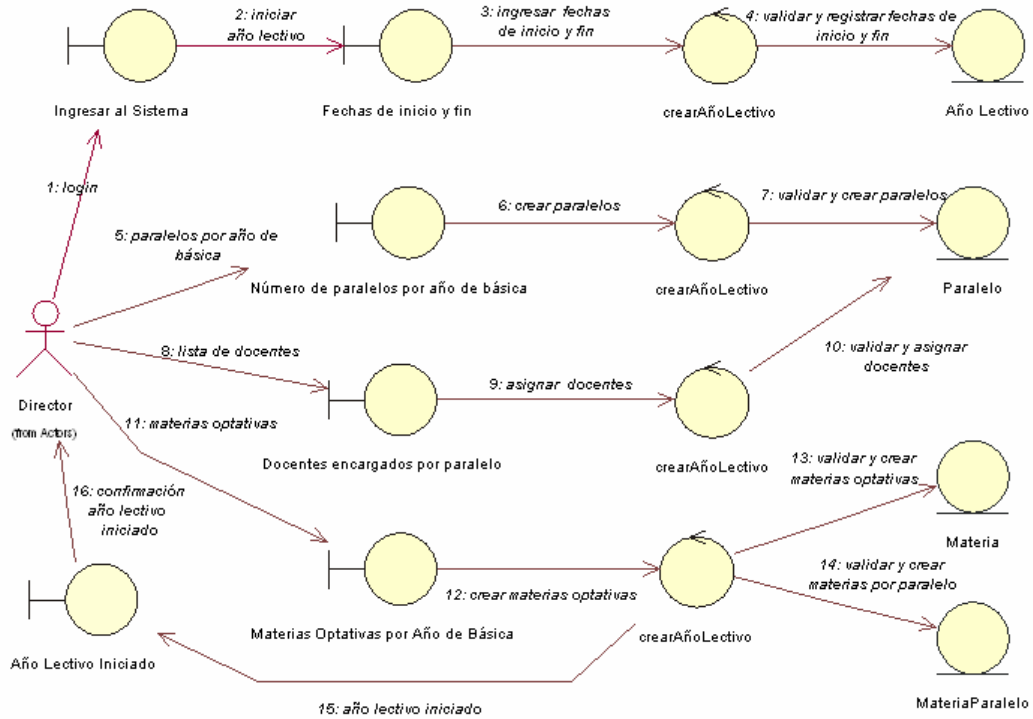 2: iniciar
año lectivo
3: ingresar fechas
de inicio y fin
4: validar y registrar fechas de
inicio y fin
Ingresar al Sistema
Fechas de inicio y fin
crearAñoLectivo
Año Lectivo
1: login
5: paralelos por año de
básica
6: crear paralelos
7: validar y crear paralelos
Número de paralelos por año de básica
crearAñoLectivo
Paralelo
8: lista de docentes
9: asignar docentes
10: validar y asignar
docentes
Director
(from Actors)
11: materias optativas
Docentes encargados por paralelo
crearAñoLectivo
13: validar y crear
materias optativas
16: confirmación
año lectivo
iniciado
Materia
14: validar y crear
materias por paralelo
12: crear materias optativas
Materias Optativas por Año de Básica
crearAñoLectivo
Año Lectivo Iniciado
MateriaParalelo
15: año lectivo iniciado